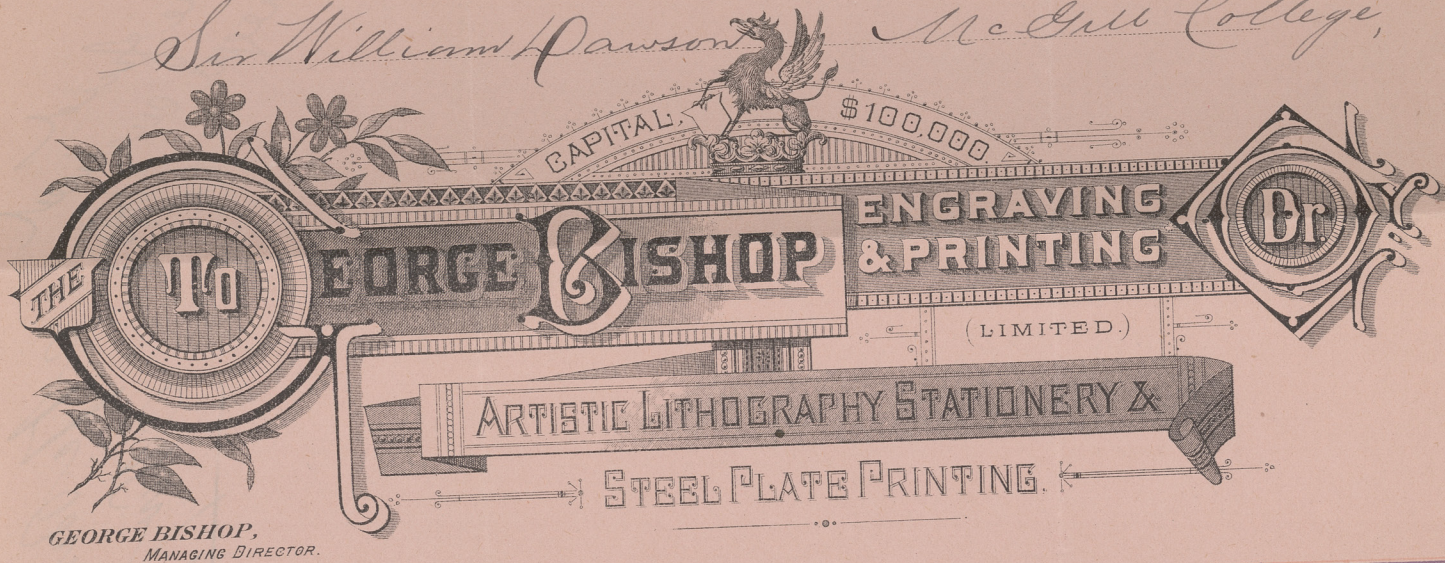 Sir William Dawson McGill College,
CAPITAL, $100,000.
THE To GEORGE BISHOP ENGRAVING & PRINTING Dr.
(LIMITED.)
ARTISTIC LITHOGRAPHY STATIONERY &
STEEL PLATE PRINTING.
GEORGE BISHOP,
MANAGING DIRECTOR.